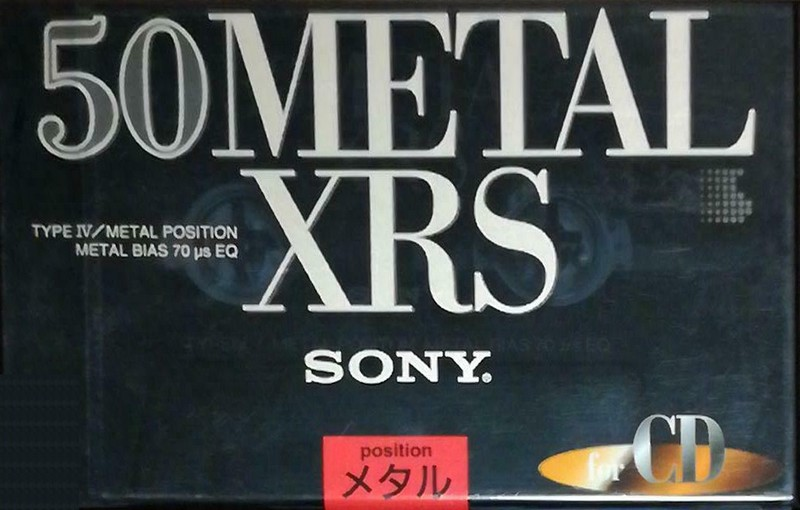 50 METAL
XRS
TYPE IV/METAL POSITION
METAL BIAS 70 µs EQ
SONY®
position
メタル
for CD